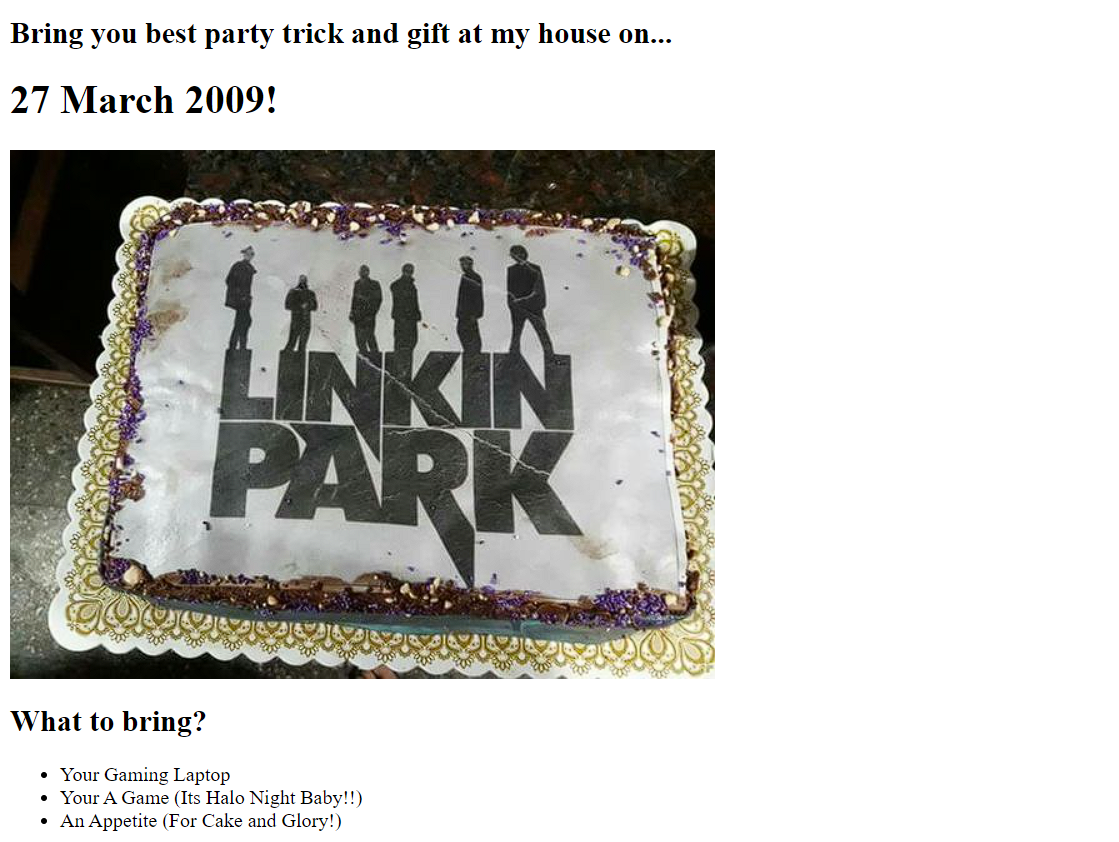 Bring you best party trick and gift at my house on...
27 March 2009!
LINKIN
PARK
What to bring?
Your Gaming Laptop
Your A Game (Its Halo Night Baby!!)
An Appetite (For Cake and Glory!)